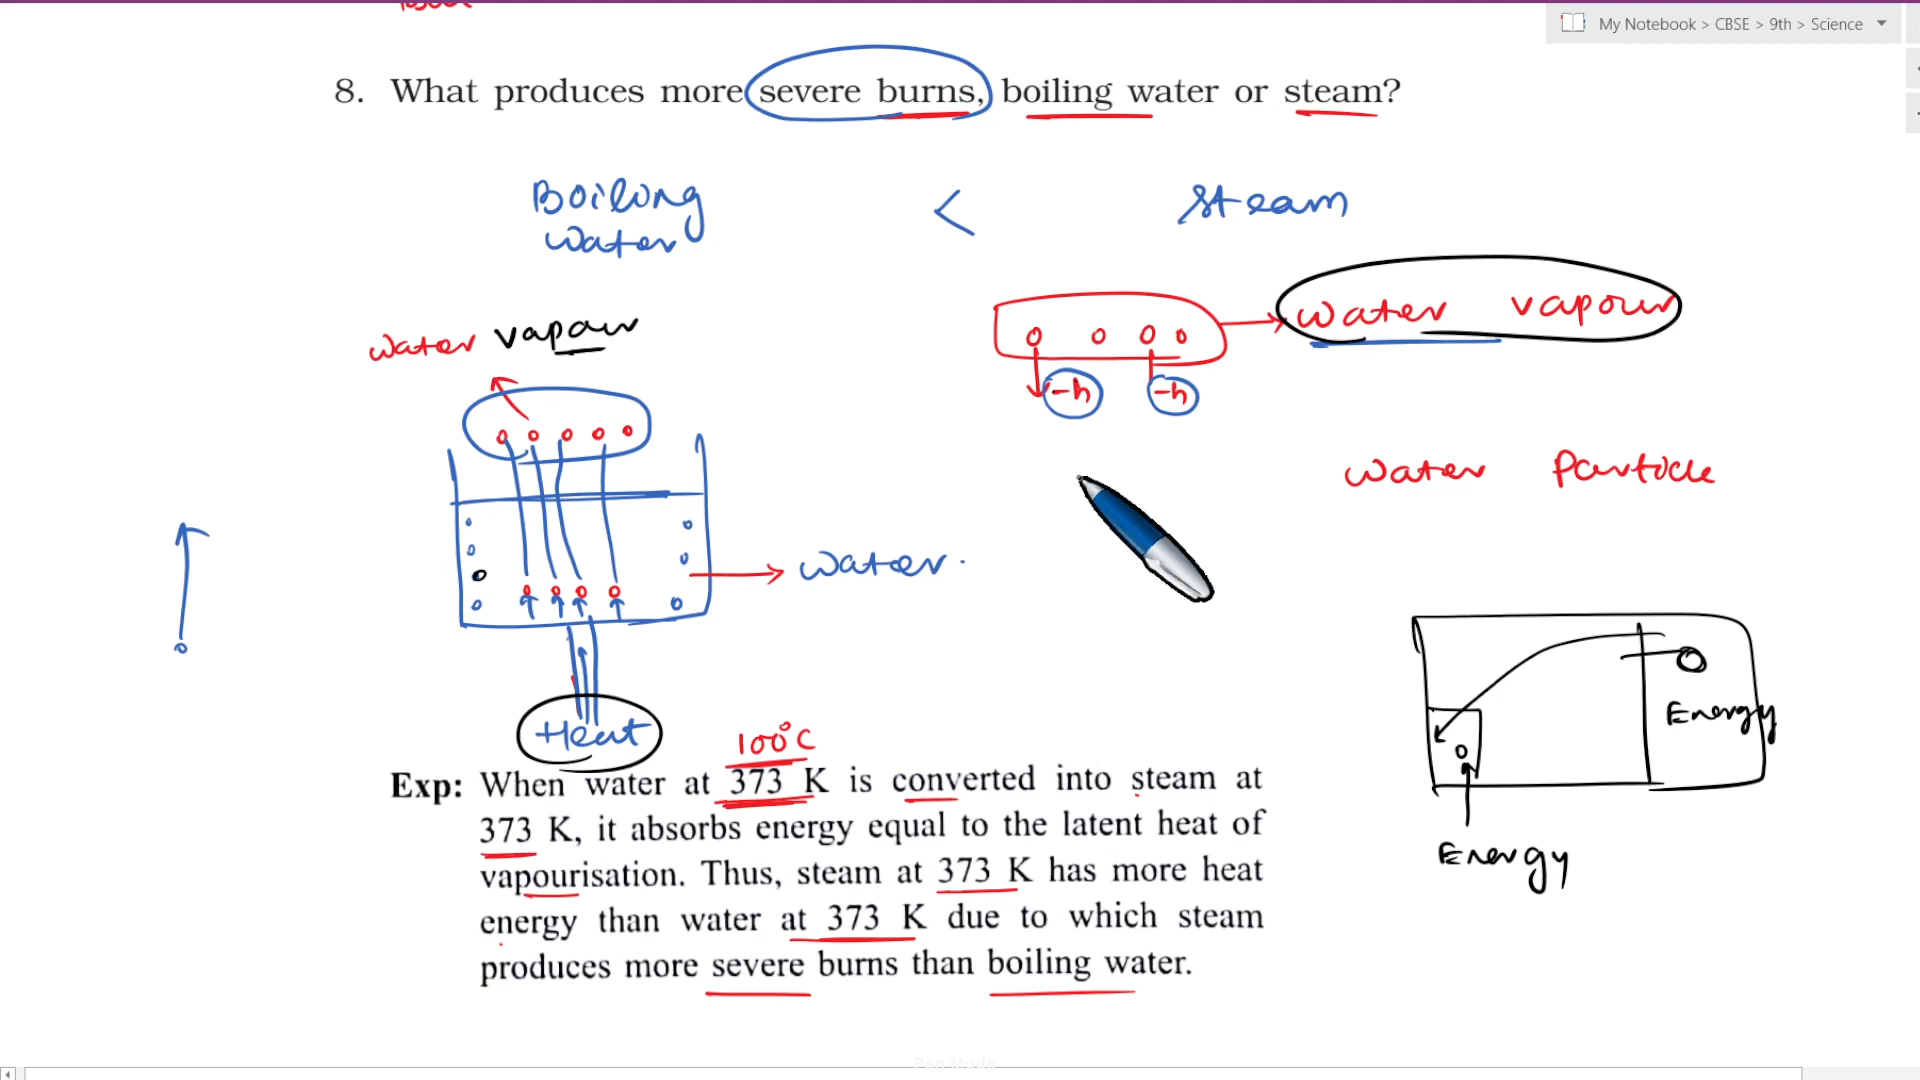 My Notebook > CBSE > 9th > Science
8. What produces more severe burns, boiling water or steam?
Boiling
water
<
steam
water vapour
water vapour
-h
-h
water Particle
water.
Heat
Energy
Energy
100°C
Exp: When water at 373 K is converted into steam at
373 K, it absorbs energy equal to the latent heat of
vapourisation. Thus, steam at 373 K has more heat
energy than water at 373 K due to which steam
produces more severe burns than boiling water.
Pen Mode